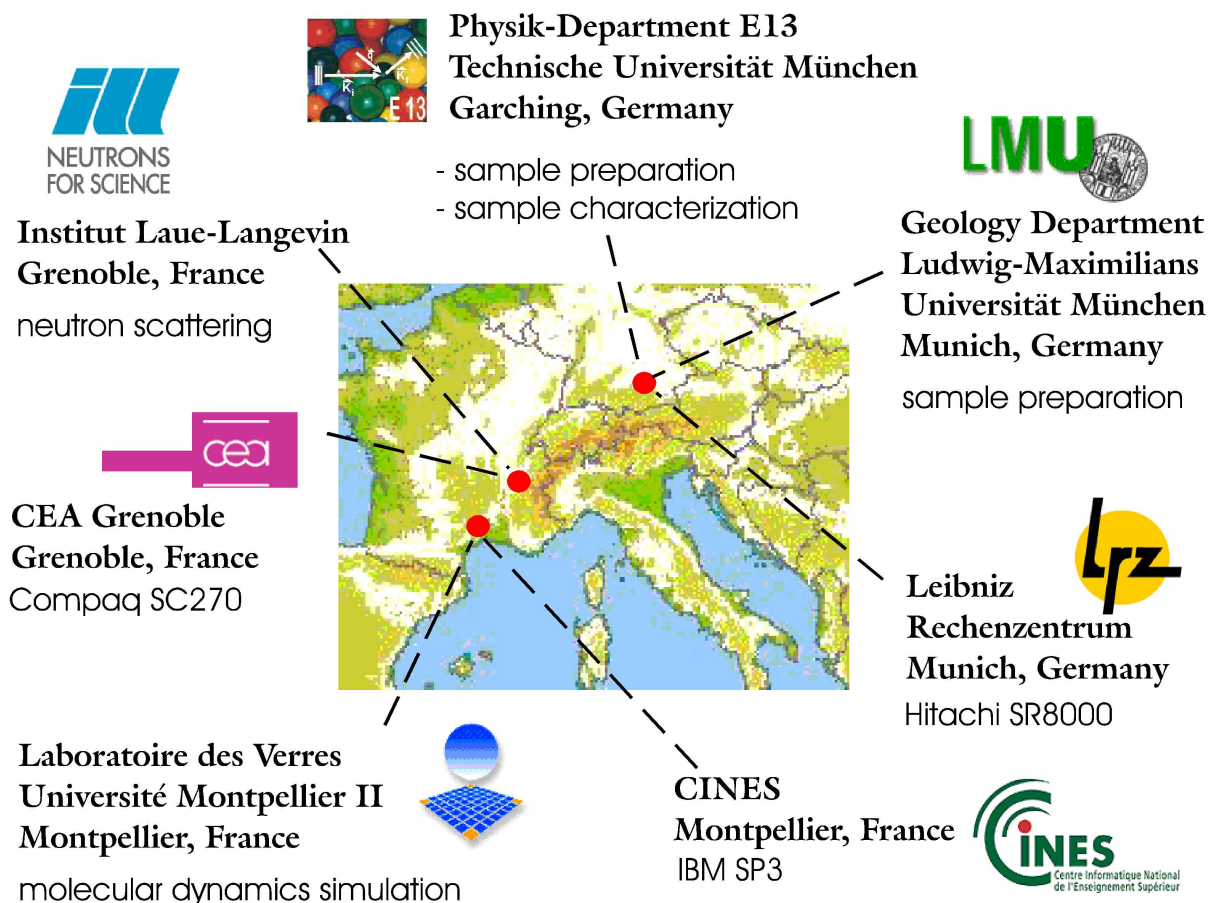 Physik-Department E13
Technische Universität München
Garching, Germany
- sample preparation
- sample characterization
E 13
NEUTRONS
FOR SCIENCE
Institut Laue-Langevin
Grenoble, France
neutron scattering
LMU
Geology Department
Ludwig-Maximilians
Universität München
Munich, Germany
sample preparation
cea
CEA Grenoble
Grenoble, France
Compaq SC270
lrz
Leibniz
Rechenzentrum
Munich, Germany
Hitachi SR8000
Laboratoire des Verres
Université Montpellier II
Montpellier, France
molecular dynamics simulation
CINES
Montpellier, France
IBM SP3
CINES
Centre Informatique National
de l'Enseignement Supérieur